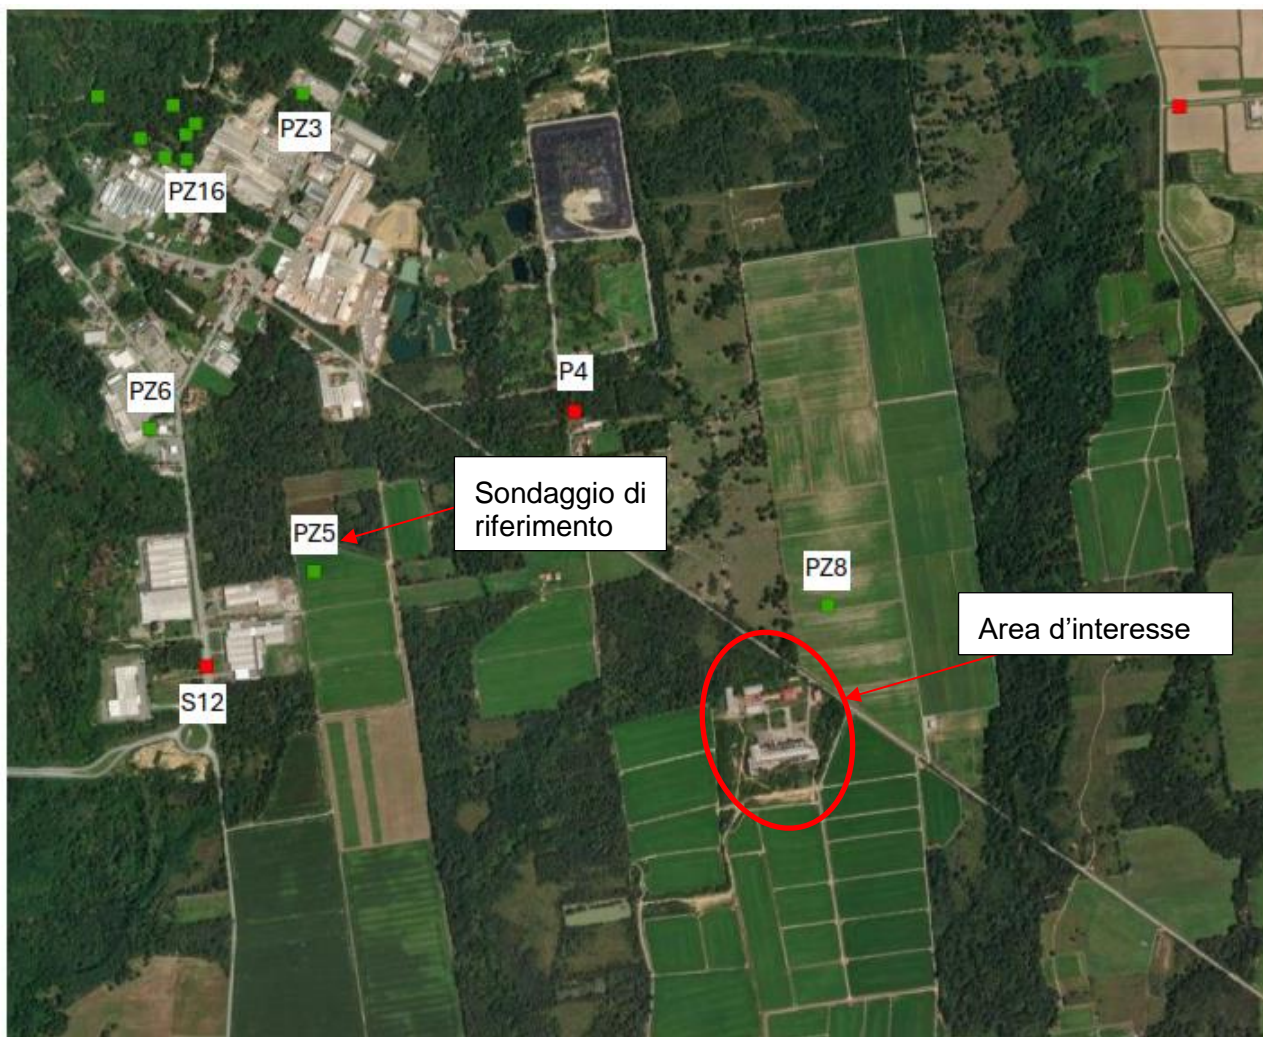 PZ3
PZ16
P4
PZ6
Sondaggio di
riferimento
PZ5
PZ8
Area d'interesse
S12